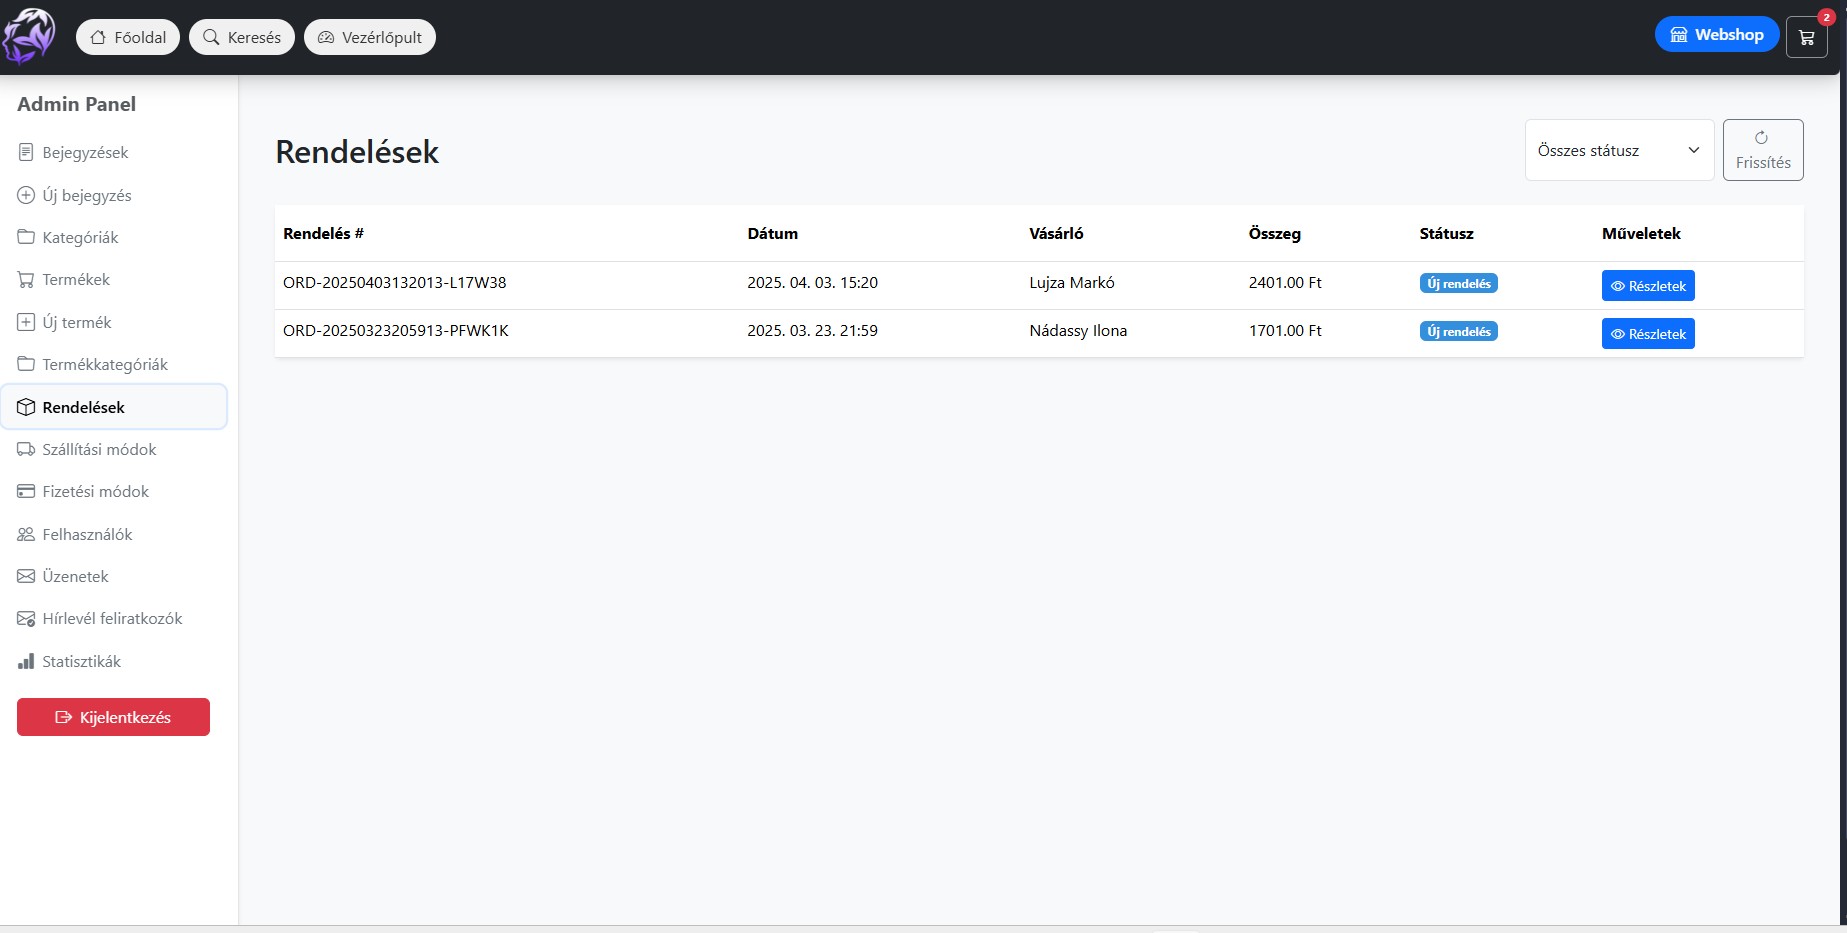 Főoldal Keresés Vezérlőpult Webshop 2
Admin Panel
Bejegyzések
Új bejegyzés
Kategóriák
Termékek
Új termék
Termékkategóriák
Rendelések
Szállítási módok
Fizetési módok
Felhasználók
Üzenetek
Hírlevél feliratkozók
Statisztikák
Kijelentkezés
Rendelések
Összes státusz
Frissítés
Rendelés # Dátum Vásárló Összeg Státusz Műveletek
ORD-20250403132013-L17W38 2025. 04. 03. 15:20 Lujza Markó 2401.00 Ft Új rendelés Részletek
ORD-20250323205913-PFWK1K 2025. 03. 23. 21:59 Nádassy Ilona 1701.00 Ft Új rendelés Részletek